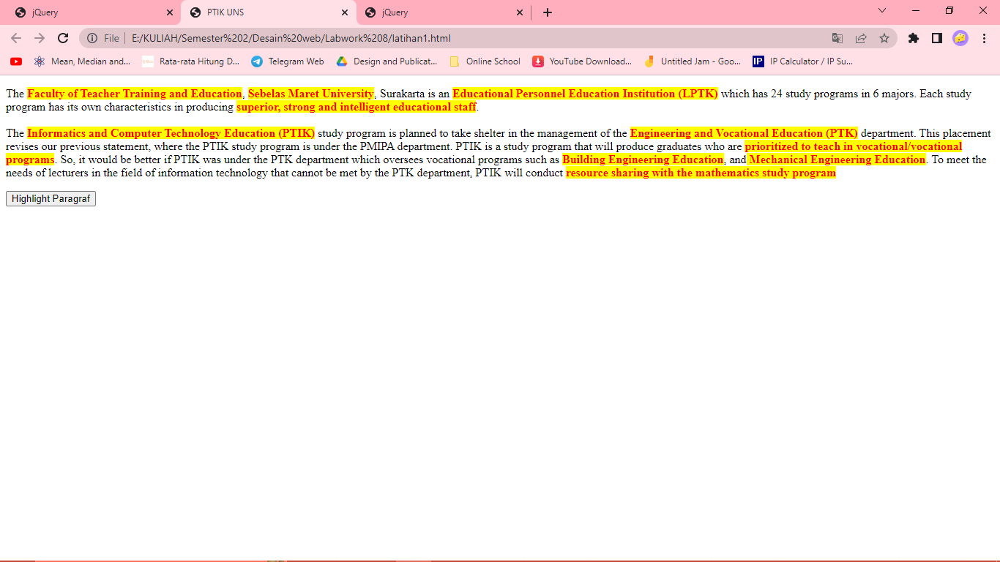 jQuery
PTIK UNS
jQuery
File
E:/KULIAH/Semester%202/Desain%20web/Labwork%208/latihan1.html
Mean, Median and...
Rata-rata Hitung D...
Telegram Web
Design and Publicat...
Online School
YouTube Download...
Untitled Jam - Goo...
IP
IP Calculator / IP Su...
The Faculty of Teacher Training and Education, Sebelas Maret University, Surakarta is an Educational Personnel Education Institution (LPTK) which has 24 study programs in 6 majors. Each study
program has its own characteristics in producing superior, strong and intelligent educational staff.
The Informatics and Computer Technology Education (PTIK) study program is planned to take shelter in the management of the Engineering and Vocational Education (PTK) department. This placement
revises our previous statement, where the PTIK study program is under the PMIPA department. PTIK is a study program that will produce graduates who are prioritized to teach in vocational/vocational
programs. So, it would be better if PTIK was under the PTK department which oversees vocational programs such as Building Engineering Education, and Mechanical Engineering Education. To meet the
needs of lecturers in the field of information technology that cannot be met by the PTK department, PTIK will conduct resource sharing with the mathematics study program
Highlight Paragraf